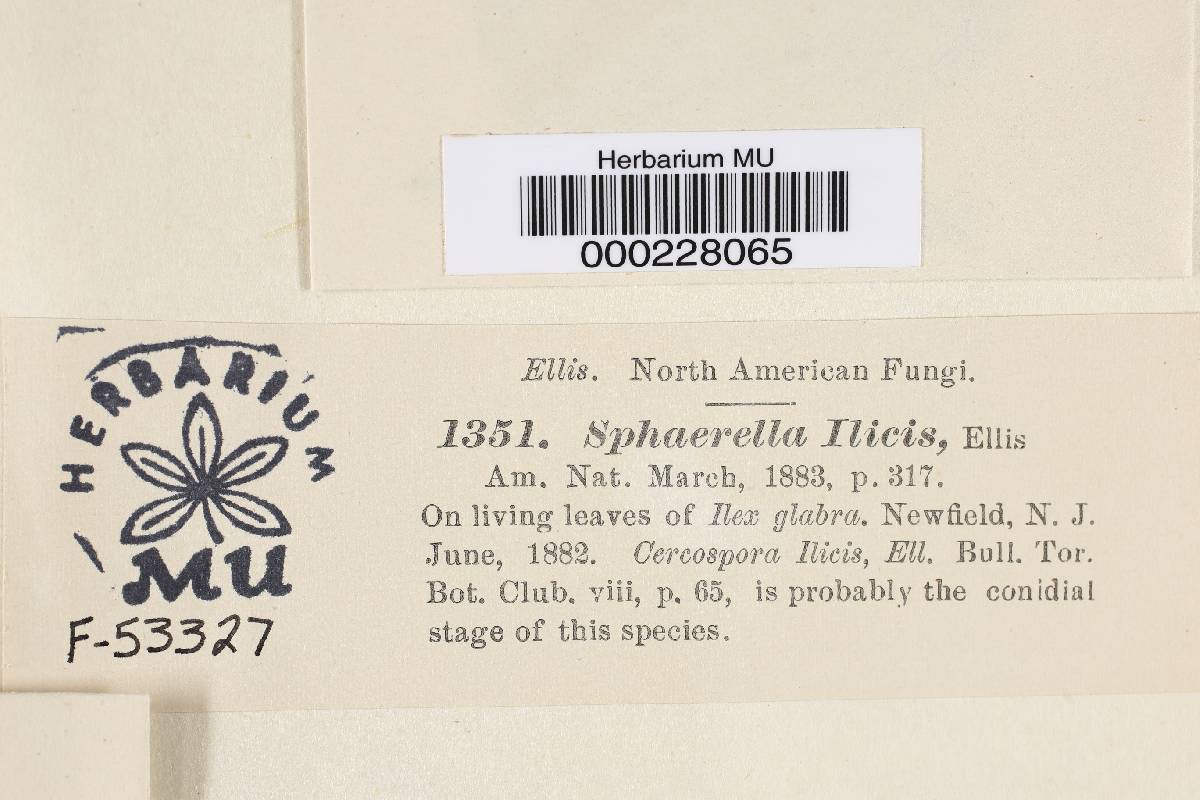 Herbarium MU
000228065
HERBARIUM
MU
F-53327
Ellis. North American Fungi.
1351. Sphaerella Ilicis, Ellis
Am. Nat. March, 1883, p. 317.
On living leaves of Ilex glabra. Newfield, N. J.
June, 1882. Cercospora Ilicis, Ell. Bull. Tor.
Bot. Club. viii, p. 65, is probably the conidial
stage of this species.